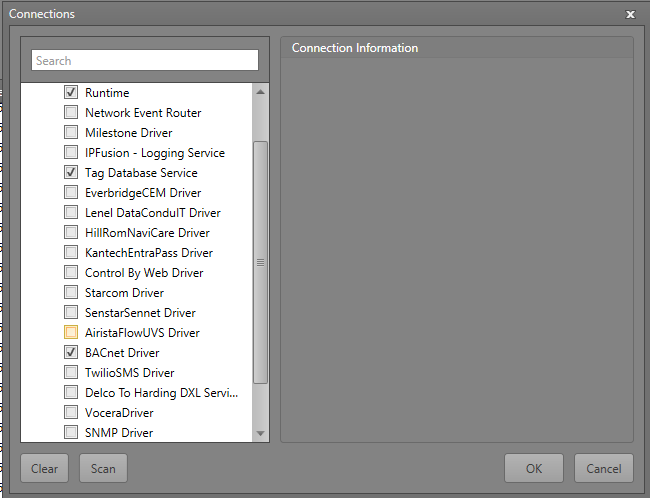 Connections
Search
Connection Information
Runtime
Network Event Router
Milestone Driver
IPFusion - Logging Service
Tag Database Service
EverbridgeCEM Driver
Lenel DataConduIT Driver
HillRomNaviCare Driver
KantechEntraPass Driver
Control By Web Driver
Starcom Driver
SenstarSennet Driver
AiristaFlowUVS Driver
BACnet Driver
TwilioSMS Driver
Delco To Harding DXL Servi...
VoceraDriver
SNMP Driver
Clear Scan OK Cancel